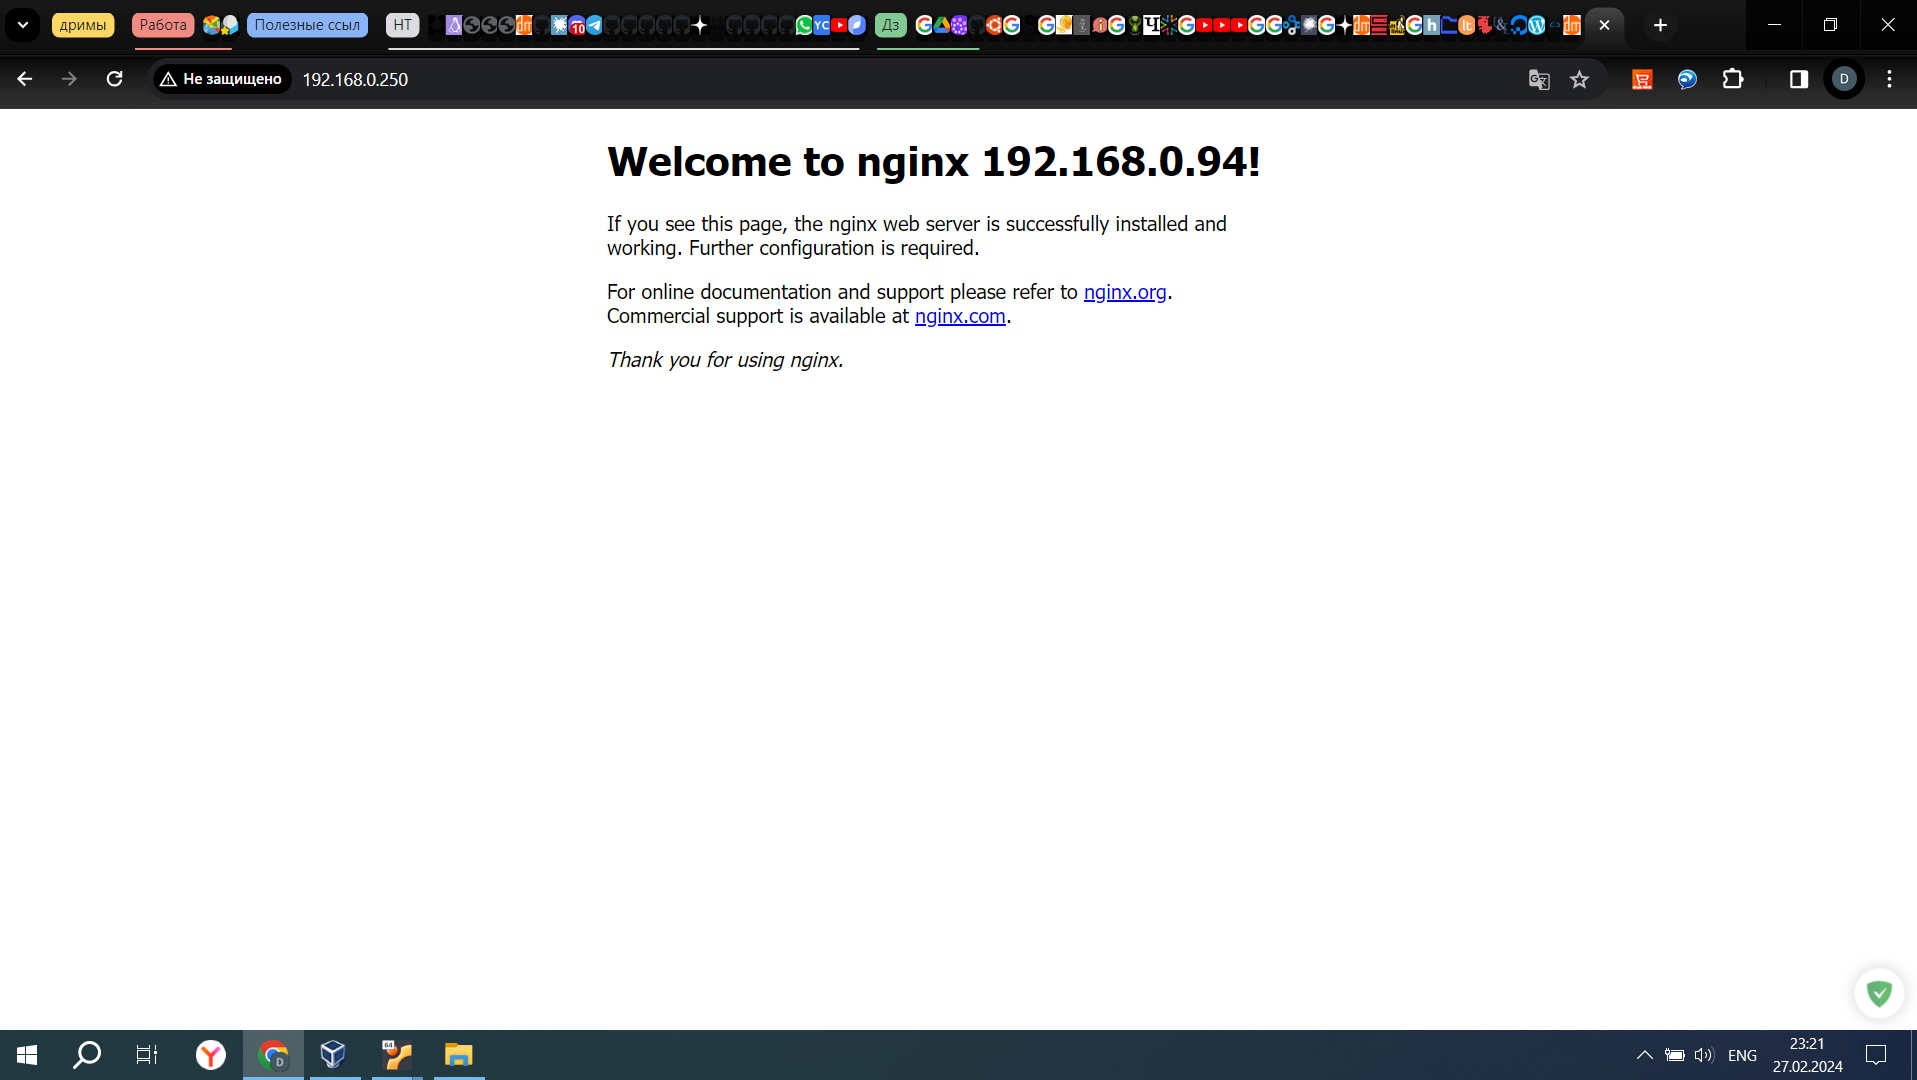 дримы
Работа
Полезные ссыл
НТ
10
YC
Дз
Не защищено
192.168.0.250
D
Welcome to nginx 192.168.0.94!
If you see this page, the nginx web server is successfully installed and
working. Further configuration is required.
For online documentation and support please refer to nginx.org.
Commercial support is available at nginx.com.
Thank you for using nginx.
64
D
ENG
23:21
27.02.2024